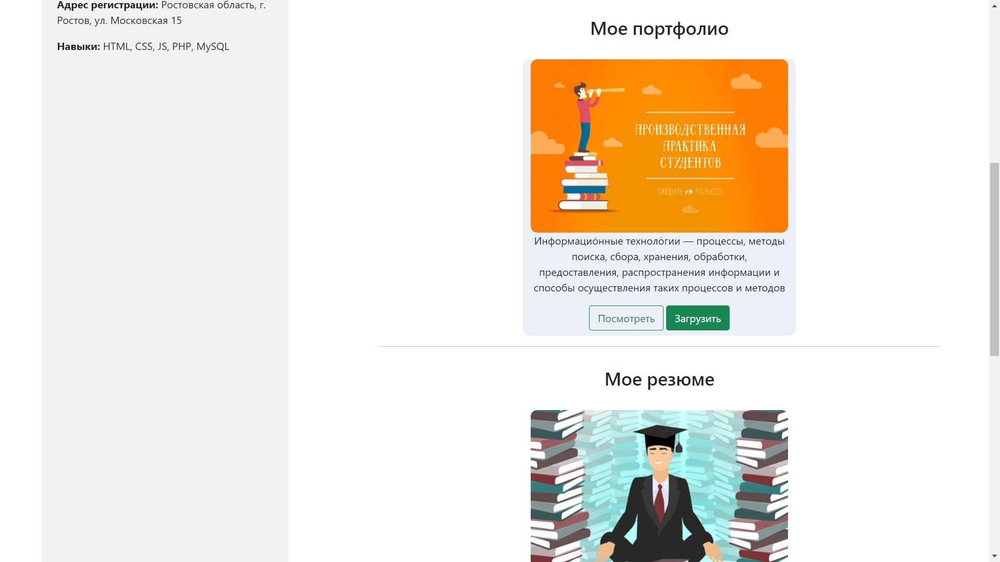 Адрес регистрации: Ростовская область, г.
Ростов, ул. Московская 15
Навыки: HTML, CSS, JS, PHP, MySQL
Мое портфолио
ПРОИЗВОДСТВЕННАЯ
ПРАКТИКА
СТУДЕНТОВ
ОЖИДАНИЕ VS РЕАЛЬНОСТЬ
Информацио́нные техноло́гии — процессы, методы
поиска, сбора, хранения, обработки,
предоставления, распространения информации и
способы осуществления таких процессов и методов
Посмотреть Загрузить
Мое резюме